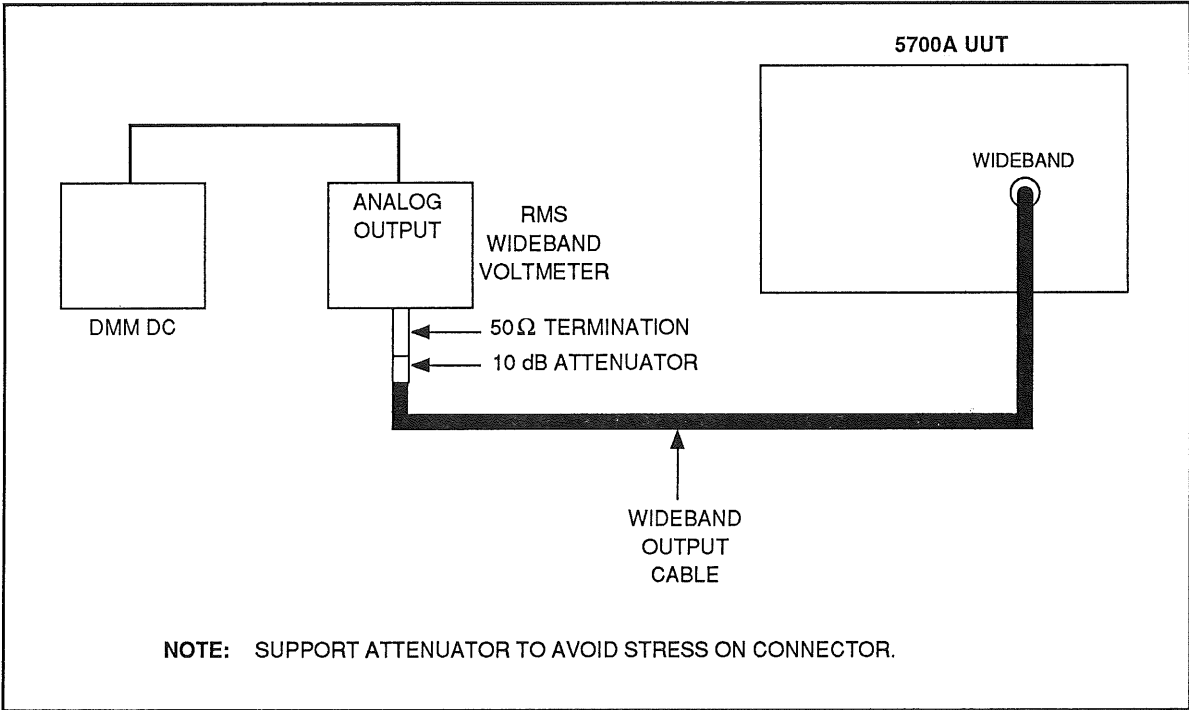 5700A UUT
WIDEBAND
ANALOG
OUTPUT
RMS
WIDEBAND
VOLTMETER
DMM DC
50Ω TERMINATION
10 dB ATTENUATOR
WIDEBAND
OUTPUT
CABLE
NOTE: SUPPORT ATTENUATOR TO AVOID STRESS ON CONNECTOR.